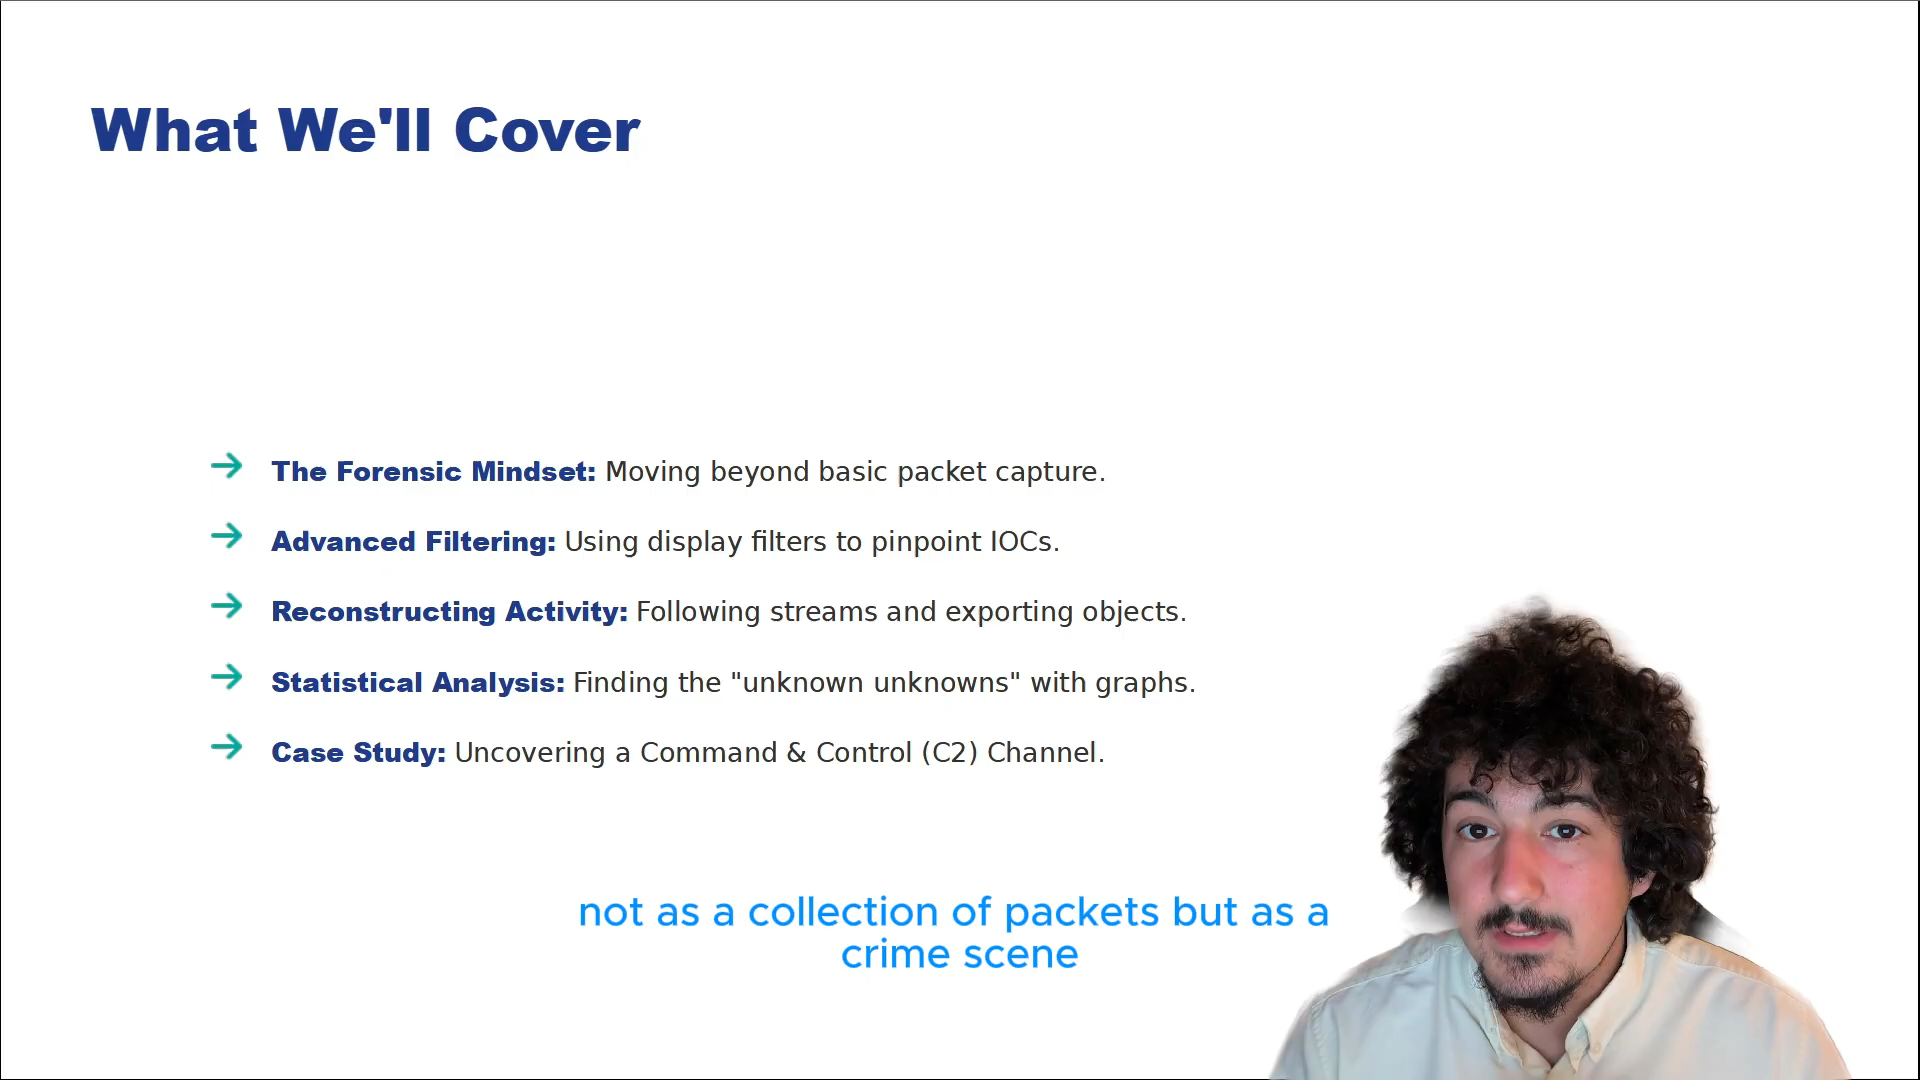 What We'll Cover
The Forensic Mindset: Moving beyond basic packet capture.
Advanced Filtering: Using display filters to pinpoint IOCs.
Reconstructing Activity: Following streams and exporting objects.
Statistical Analysis: Finding the "unknown unknowns" with graphs.
Case Study: Uncovering a Command & Control (C2) Channel.
not as a collection of packets but as a
crime scene